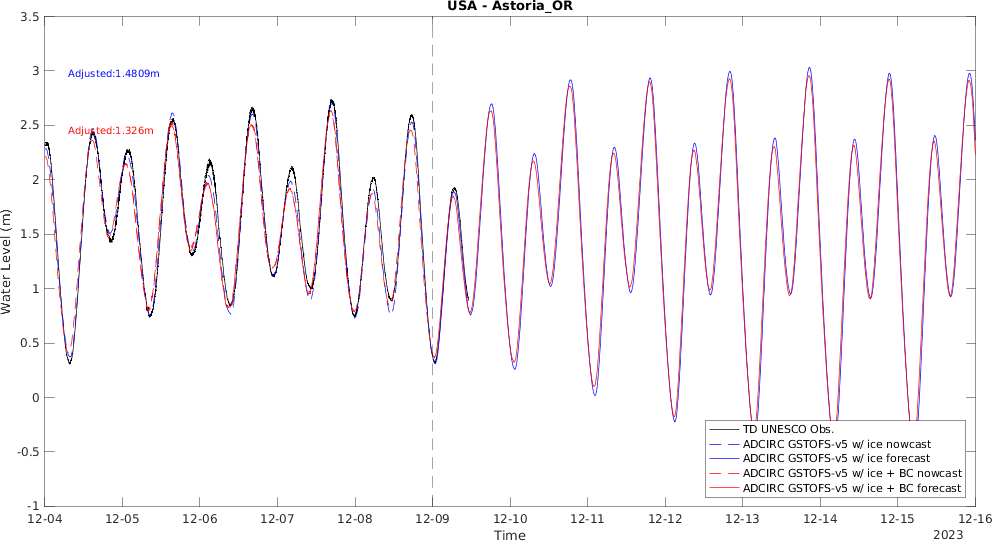 USA - Astoria_OR
3.5
3
2.5
2
1.5
1
0.5
0
-0.5
-1
Water Level (m)
Adjusted:1.4809m
Adjusted:1.326m
TD UNESCO Obs.
ADCIRC GSTOFS-v5 w/ ice nowcast
ADCIRC GSTOFS-v5 w/ ice forecast
ADCIRC GSTOFS-v5 w/ ice + BC nowcast
ADCIRC GSTOFS-v5 w/ ice + BC forecast
12-04 12-05 12-06 12-07 12-08 12-09 12-10 12-11 12-12 12-13 12-14 12-15 12-16
Time
2023